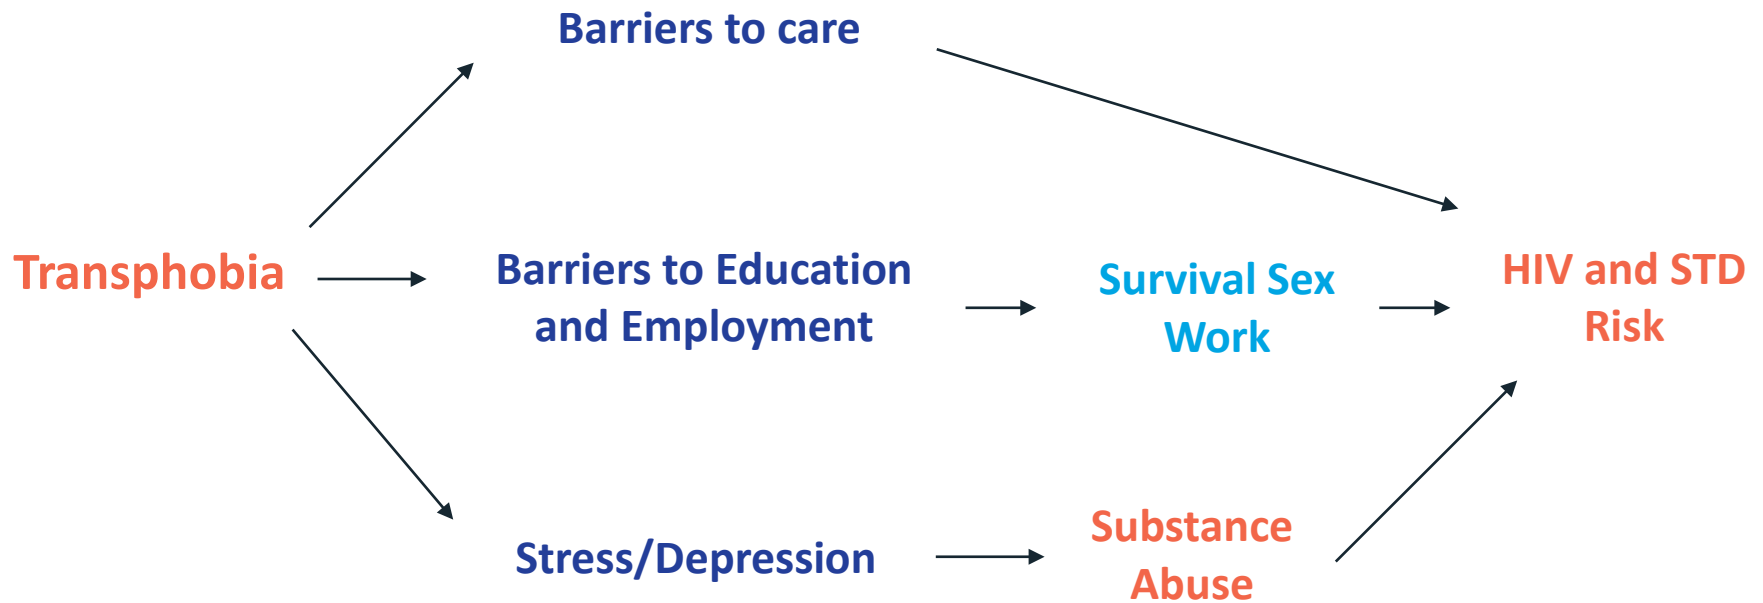 Barriers to care
Transphobia
Barriers to Education
and Employment
Survival Sex
Work
HIV and STD
Risk
Stress/Depression
Substance
Abuse